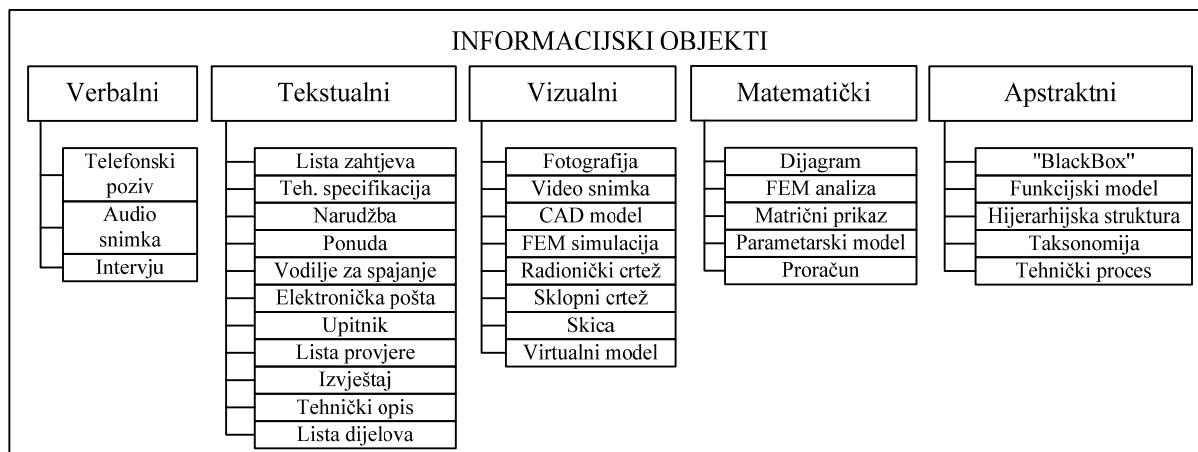 INFORMACIJSKI OBJEKTI
Verbalni
Telefonski
poziv
Audio
snimka
Intervju
Tekstualni
Lista zahtjeva
Teh. specifikacija
Narudžba
Ponuda
Vodilje za spajanje
Elektronička pošta
Upitnik
Lista provjere
Izvještaj
Tehnički opis
Lista dijelova
Vizualni
Fotografija
Video snimka
CAD model
FEM simulacija
Radionički crtež
Sklopni crtež
Skica
Virtualni model
Matematički
Dijagram
FEM analiza
Matrični prikaz
Parametarski model
Proračun
Apstraktni
"BlackBox"
Funkcijski model
Hijerarhijska struktura
Taksonomija
Tehnički proces